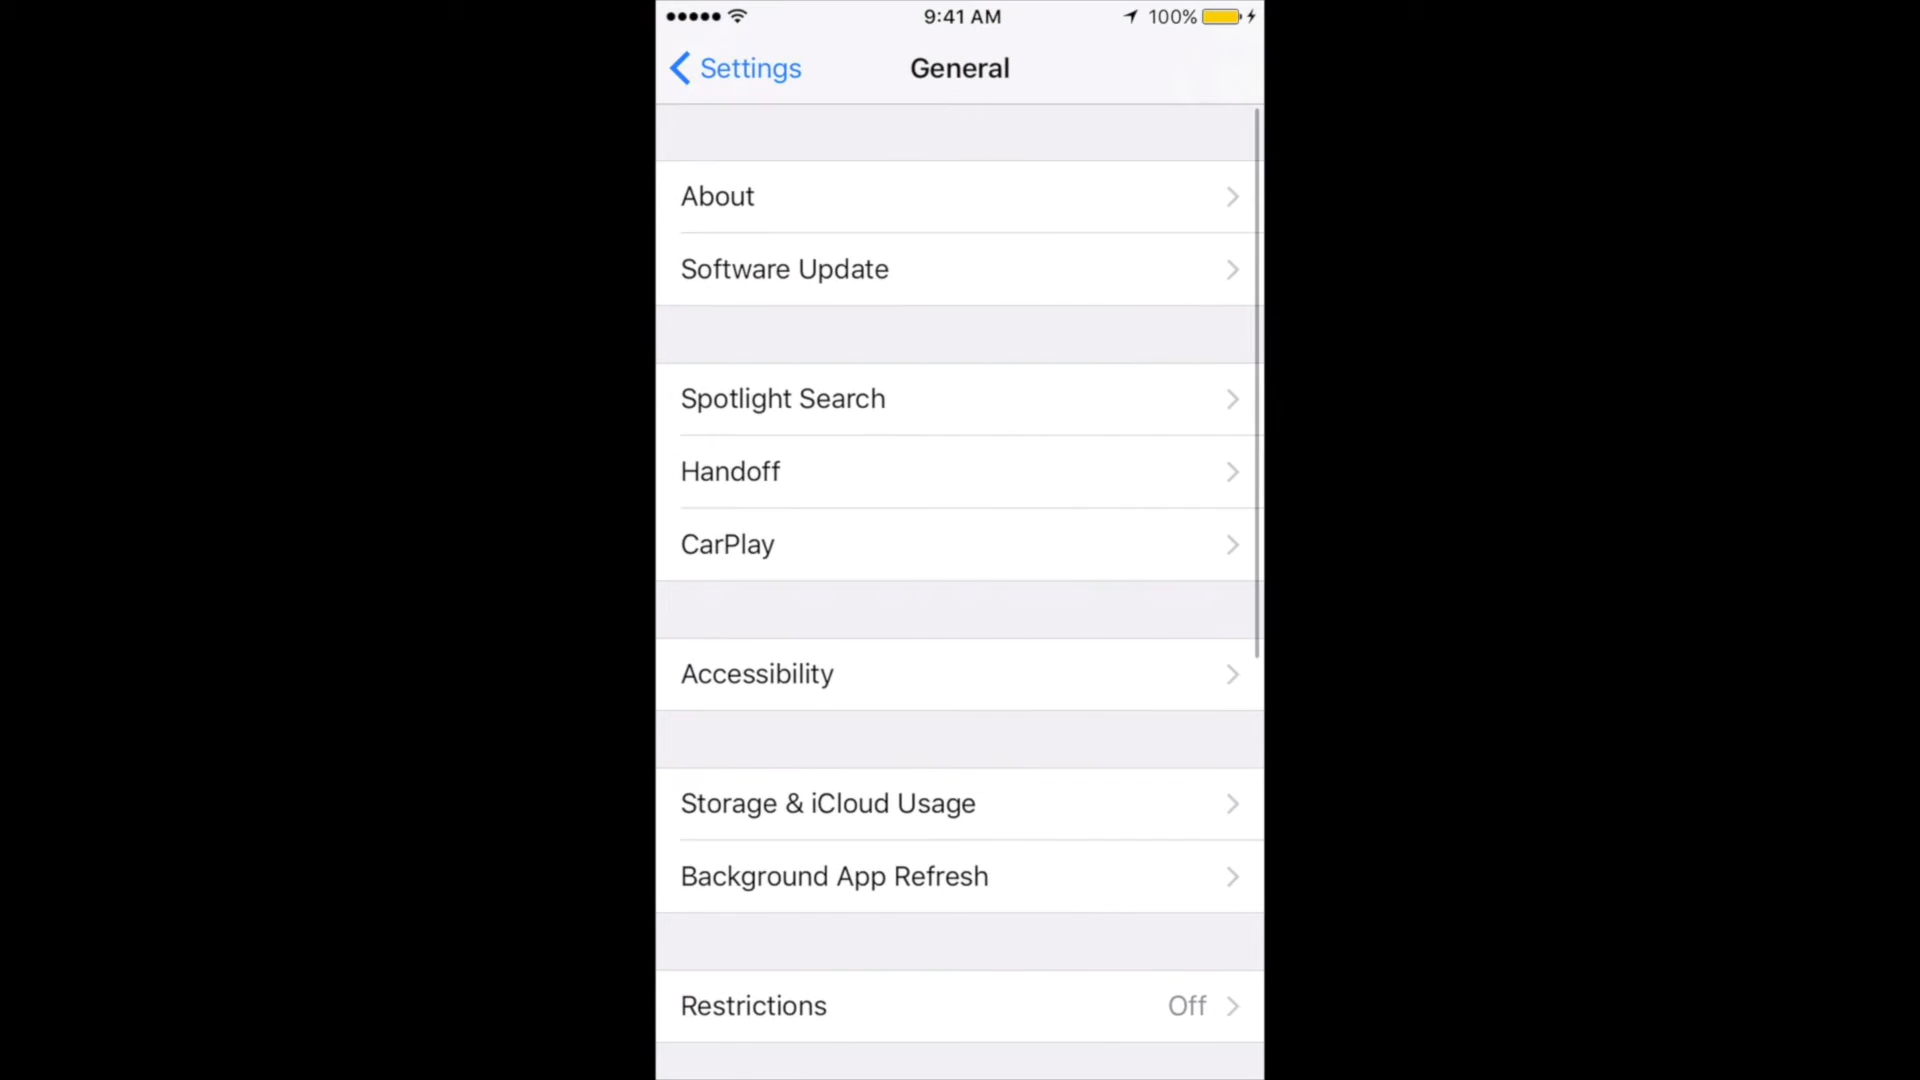 9:41 AM
100%
Settings
General
About
Software Update
Spotlight Search
Handoff
CarPlay
Accessibility
Storage & iCloud Usage
Background App Refresh
Restrictions Off